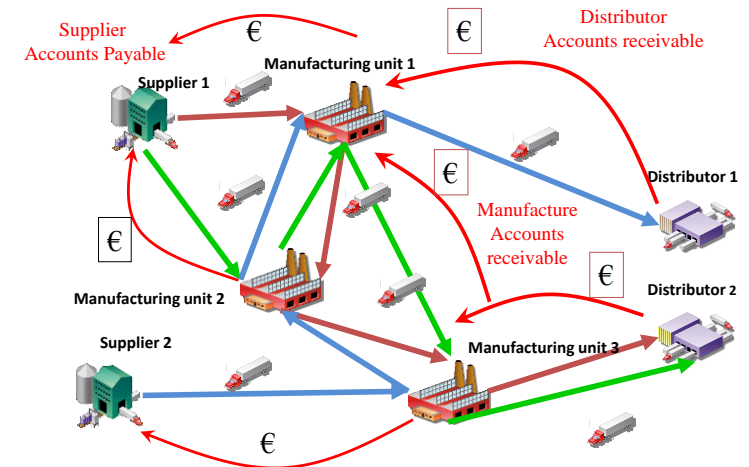 Supplier
Accounts Payable
€
€
Distributor
Accounts receivable
Supplier 1
Manufacturing unit 1
Distributor 1
€
Manufacture
Accounts
receivable
€
€
Manufacturing unit 2
Distributor 2
Supplier 2
Manufacturing unit 3
€